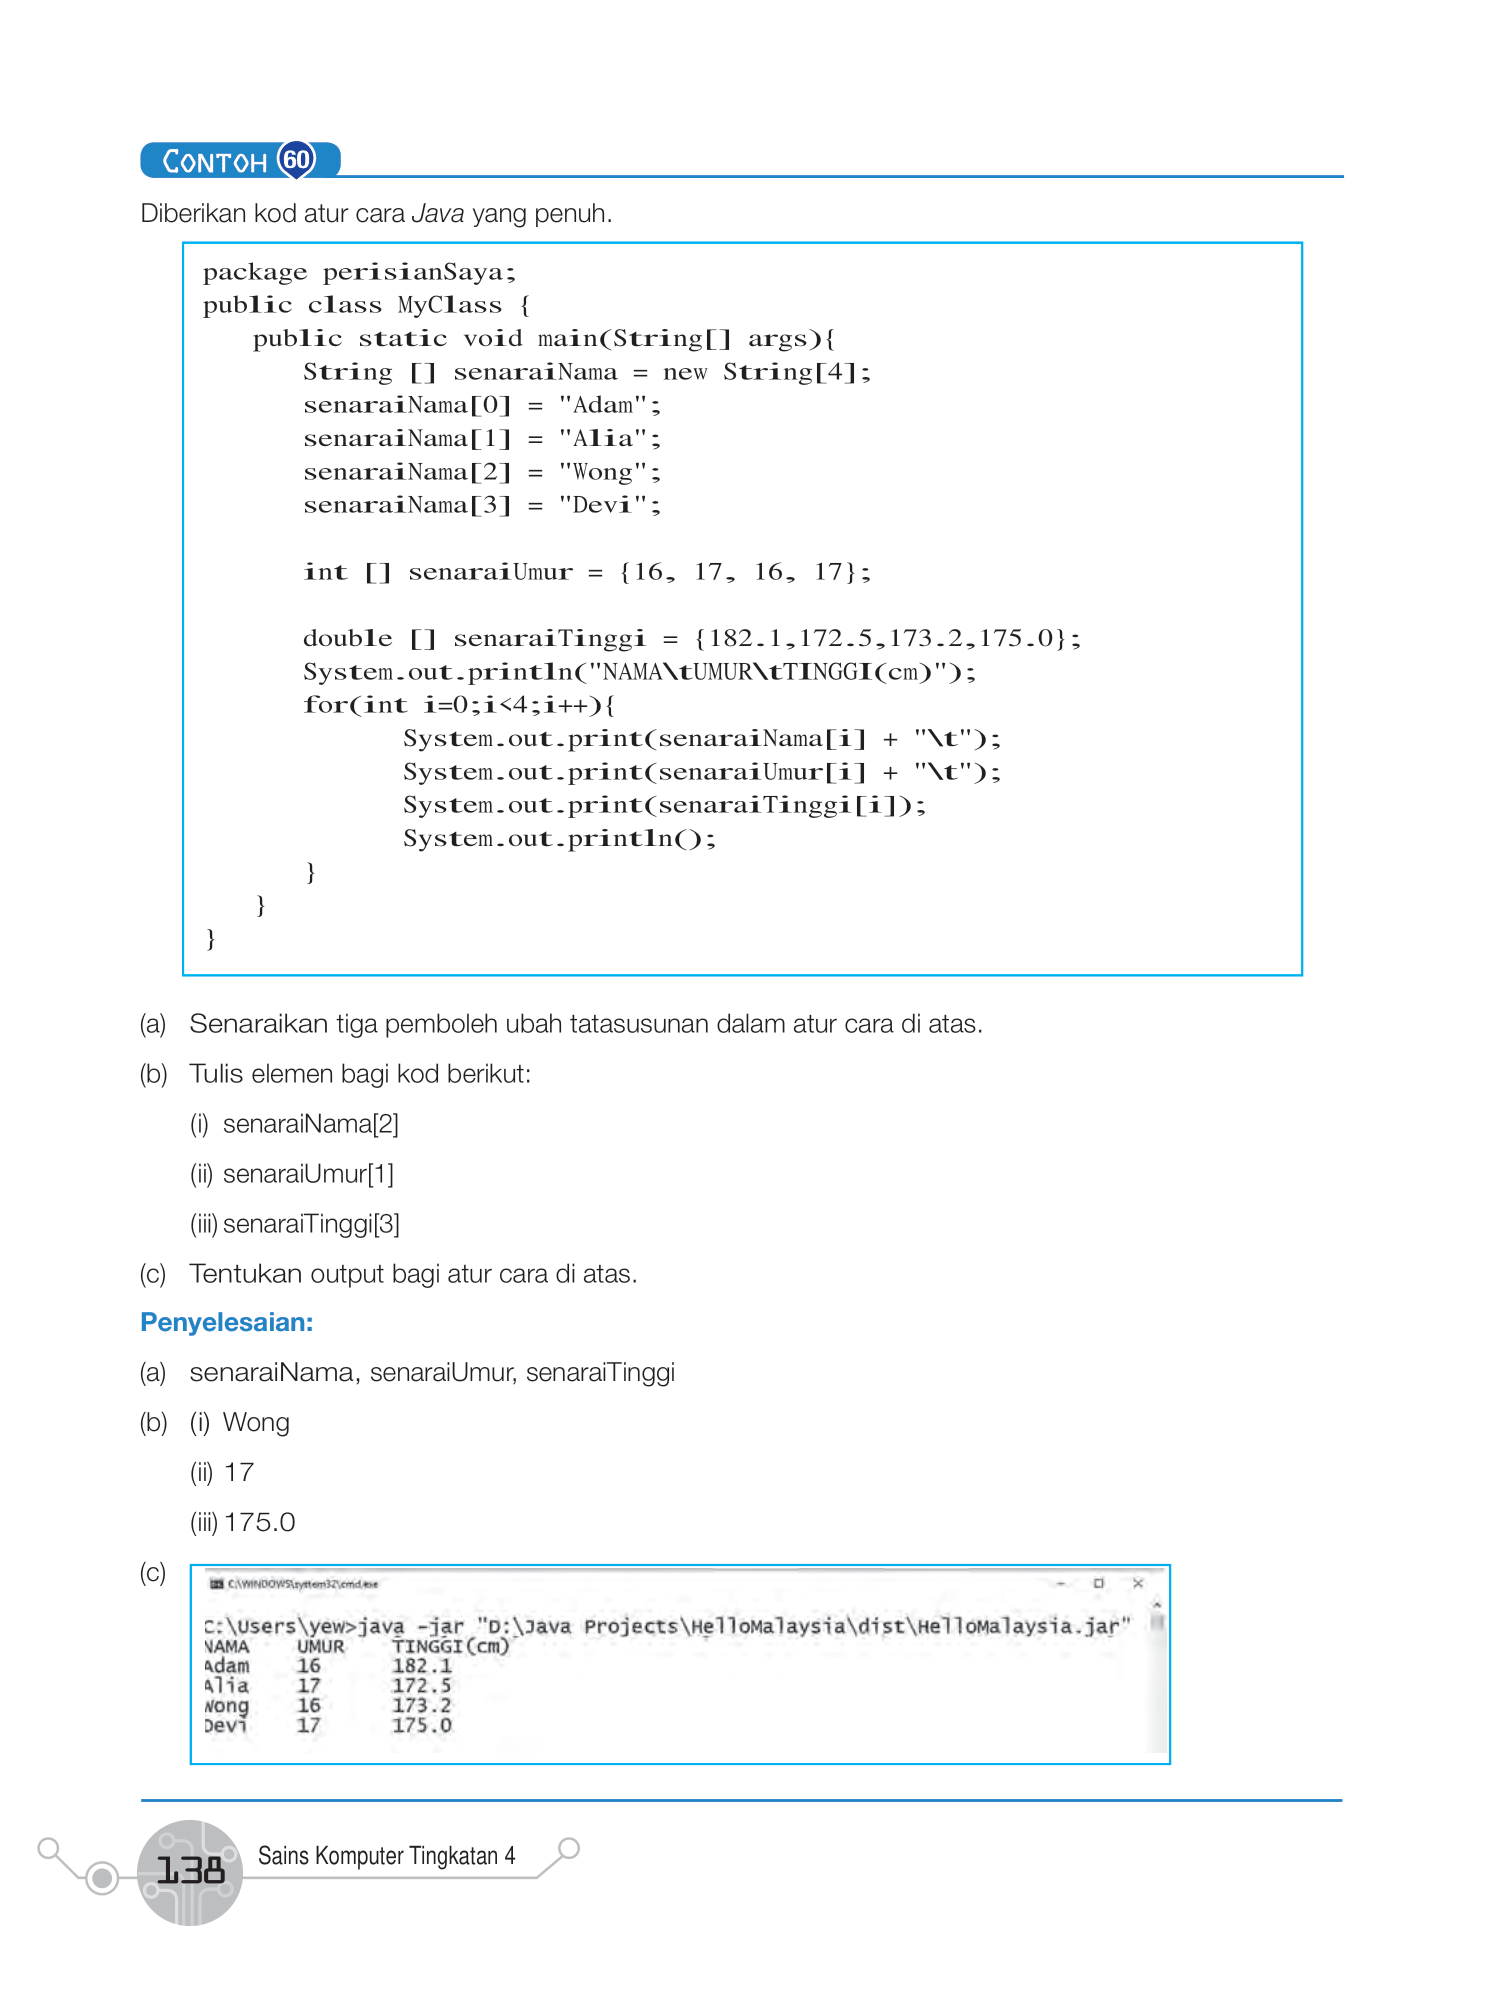 CONTOH 60
Diberikan kod atur cara Java yang penuh.
package perisianSaya;
public class MyClass {
public static void main(String[] args){
String [] senaraiNama = new String[4];
senaraiNama[0] = "Adam";
senaraiNama[1] = "Alia";
senaraiNama[2] = "Wong";
senaraiNama[3] = "Devi";
int [] senaraiUmur = {16, 17, 16, 17};
double [] senaraiTinggi = {182.1,172.5,173.2,175.0};
System.out.println("NAMA\tUMUR\tTINGGI(cm)");
for(int i=0;i<4;i++){
System.out.print(senaraiNama[i] + "\t");
System.out.print(senaraiUmur[i] + "\t");
System.out.print(senaraiTinggi[i]);
System.out.println();
}
}
}
(a) Senaraikan tiga pemboleh ubah tatasusunan dalam atur cara di atas.
(b) Tulis elemen bagi kod berikut:
(i) senaraiNama[2]
(ii) senaraiUmur[1]
(iii) senaraiTinggi[3]
(c) Tentukan output bagi atur cara di atas.
Penyelesaian:
(a) senaraiNama, senaraiUmur, senaraiTinggi
(b) (i) Wong
(ii) 17
(iii) 175.0
(c)
C:\WINDOWS\system32\cmd.exe
C:\Users\yew>java -jar "D:\Java Projects\HelloMalaysia\dist\HelloMalaysia.jar"
NAMA UMUR TINGGI(cm)
Adam 16 182.1
Alia 17 172.5
Wong 16 173.2
Devi 17 175.0
138 Sains Komputer Tingkatan 4